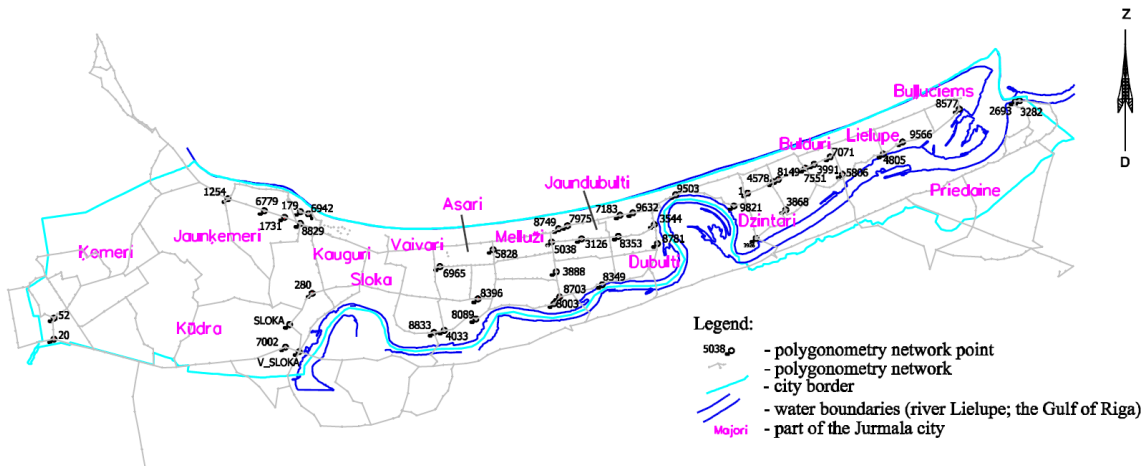 Z
D
Buļļuciems
8577
2693
3282
Lielupe
9566
Bulduri
7071
4805
8149
3991
4578
7551
5866
Priedaine
Jaundubulti
9503
1
1254
6779
179
6942
7183
9632
9821
3868
Asari
8749
7975
3544
Dzintari
1731
8829
Jaunķemeri
Vaivari
Melluži
5038
3126
8353
8781
Ķemeri
Kauguri
5828
Dubulti
Sloka
6965
3888
8349
280
8396
8703
8003
52
SLOKA
8089
Kūdra
8833
4033
20
7002
V_SLOKA
Legend:
5038 - polygonometry network point
- polygonometry network
- city border
- water boundaries (river Lielupe; the Gulf of Riga)
Majori - part of the Jurmala city